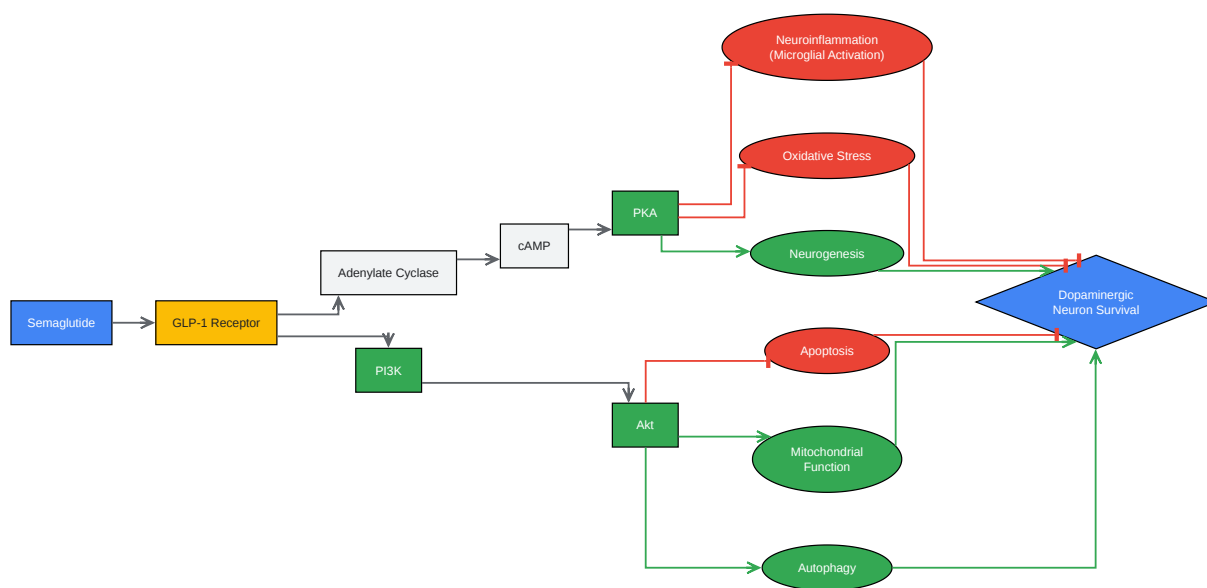 Neuroinflammation
(Microglial Activation)
Oxidative Stress
PKA
cAMP
Neurogenesis
Adenylate Cyclase
Dopaminergic
Neuron Survival
Semaglutide
GLP-1 Receptor
Apoptosis
PI3K
Akt
Mitochondrial
Function
Autophagy